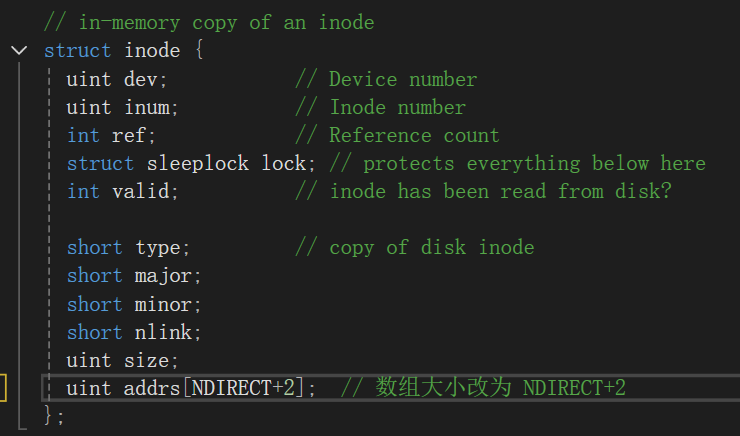 // in-memory copy of an inode
struct inode {
  uint dev;           // Device number
  uint inum;          // Inode number
  int ref;            // Reference count
  struct sleeplock lock; // protects everything below here
  int valid;          // inode has been read from disk?

  short type;         // copy of disk inode
  short major;
  short minor;
  short nlink;
  uint size;
  uint addrs[NDIRECT+2];  // 数组大小改为 NDIRECT+2
};